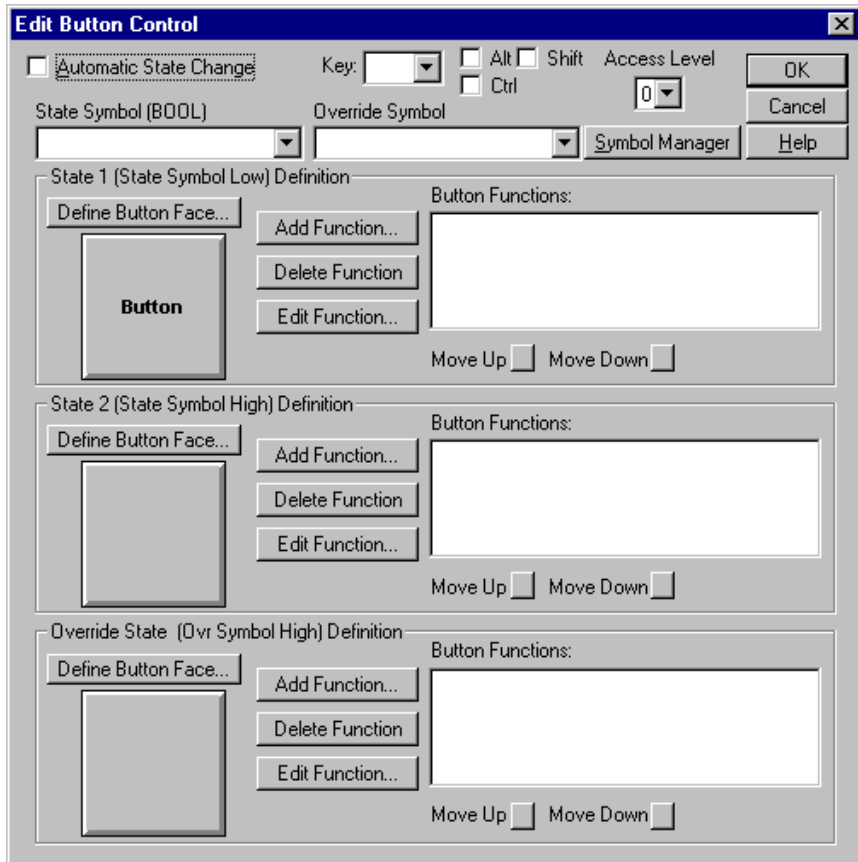 Edit Button Control
Automatic State Change Key: Alt Shift Access Level OK
Ctrl 0 Cancel
State Symbol (BOOL) Override Symbol
Symbol Manager Help
State 1 (State Symbol Low) Definition
Define Button Face... Button Functions:
Add Function...
Delete Function
Button
Edit Function...
Move Up Move Down
State 2 (State Symbol High) Definition
Define Button Face... Button Functions:
Add Function...
Delete Function
Edit Function...
Move Up Move Down
Override State (Ovr Symbol High) Definition
Define Button Face... Button Functions:
Add Function...
Delete Function
Edit Function...
Move Up Move Down